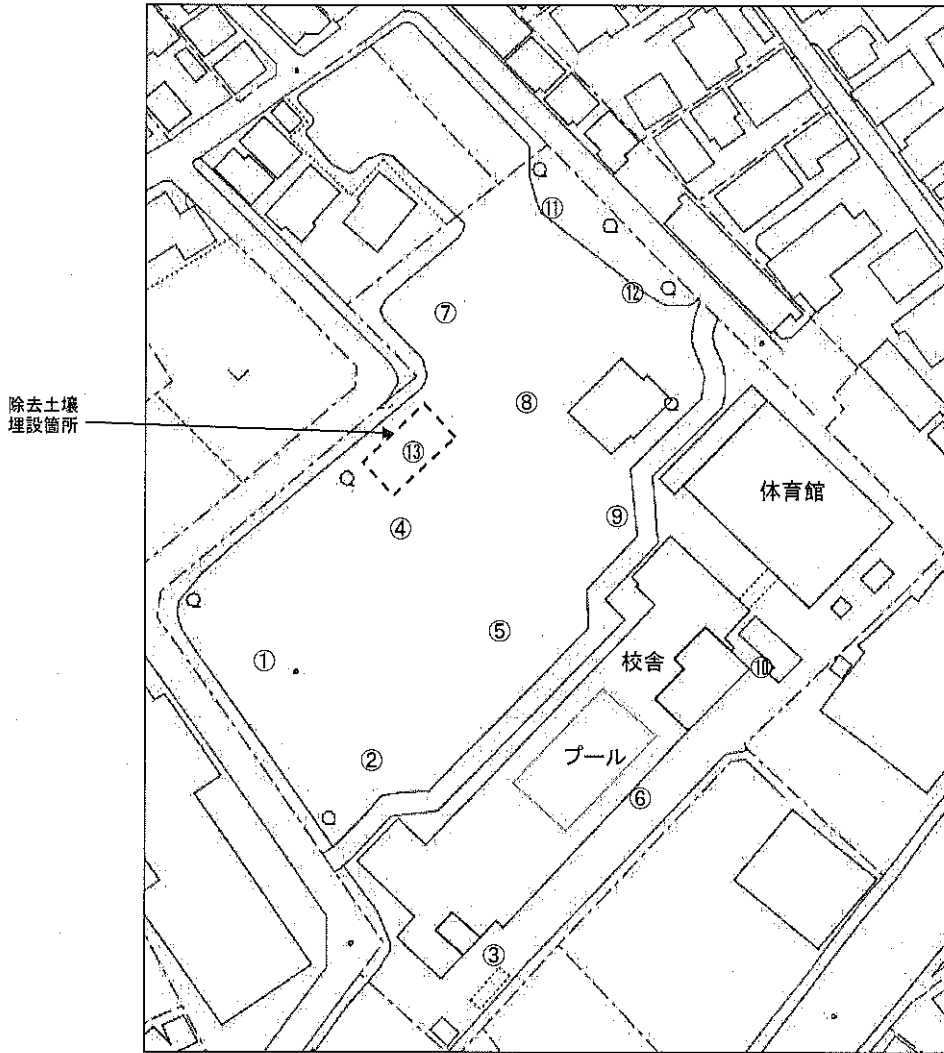 ⑪
⑫
⑦
除去土壌
埋設箇所
⑧
⑬
体育館
④
⑨
⑤
①
校舎
⑩
②
プール
⑥
③